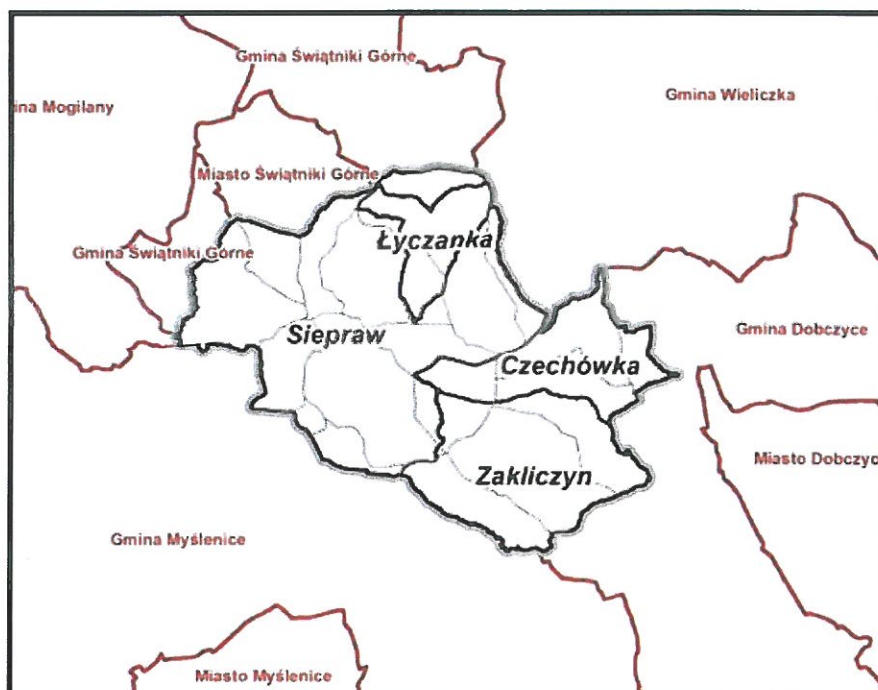 Gmina Świątniki Górne
Gmina Wieliczka
ina Mogilany
Miasto Świątniki Górne
Łyczanka
Gmina Świątniki Górne
Siepraw
Gmina Dobczyce
Czechówka
Miasto Dobczyc
Zakliczyn
Gmina Myślenice
Miasto Myślenice